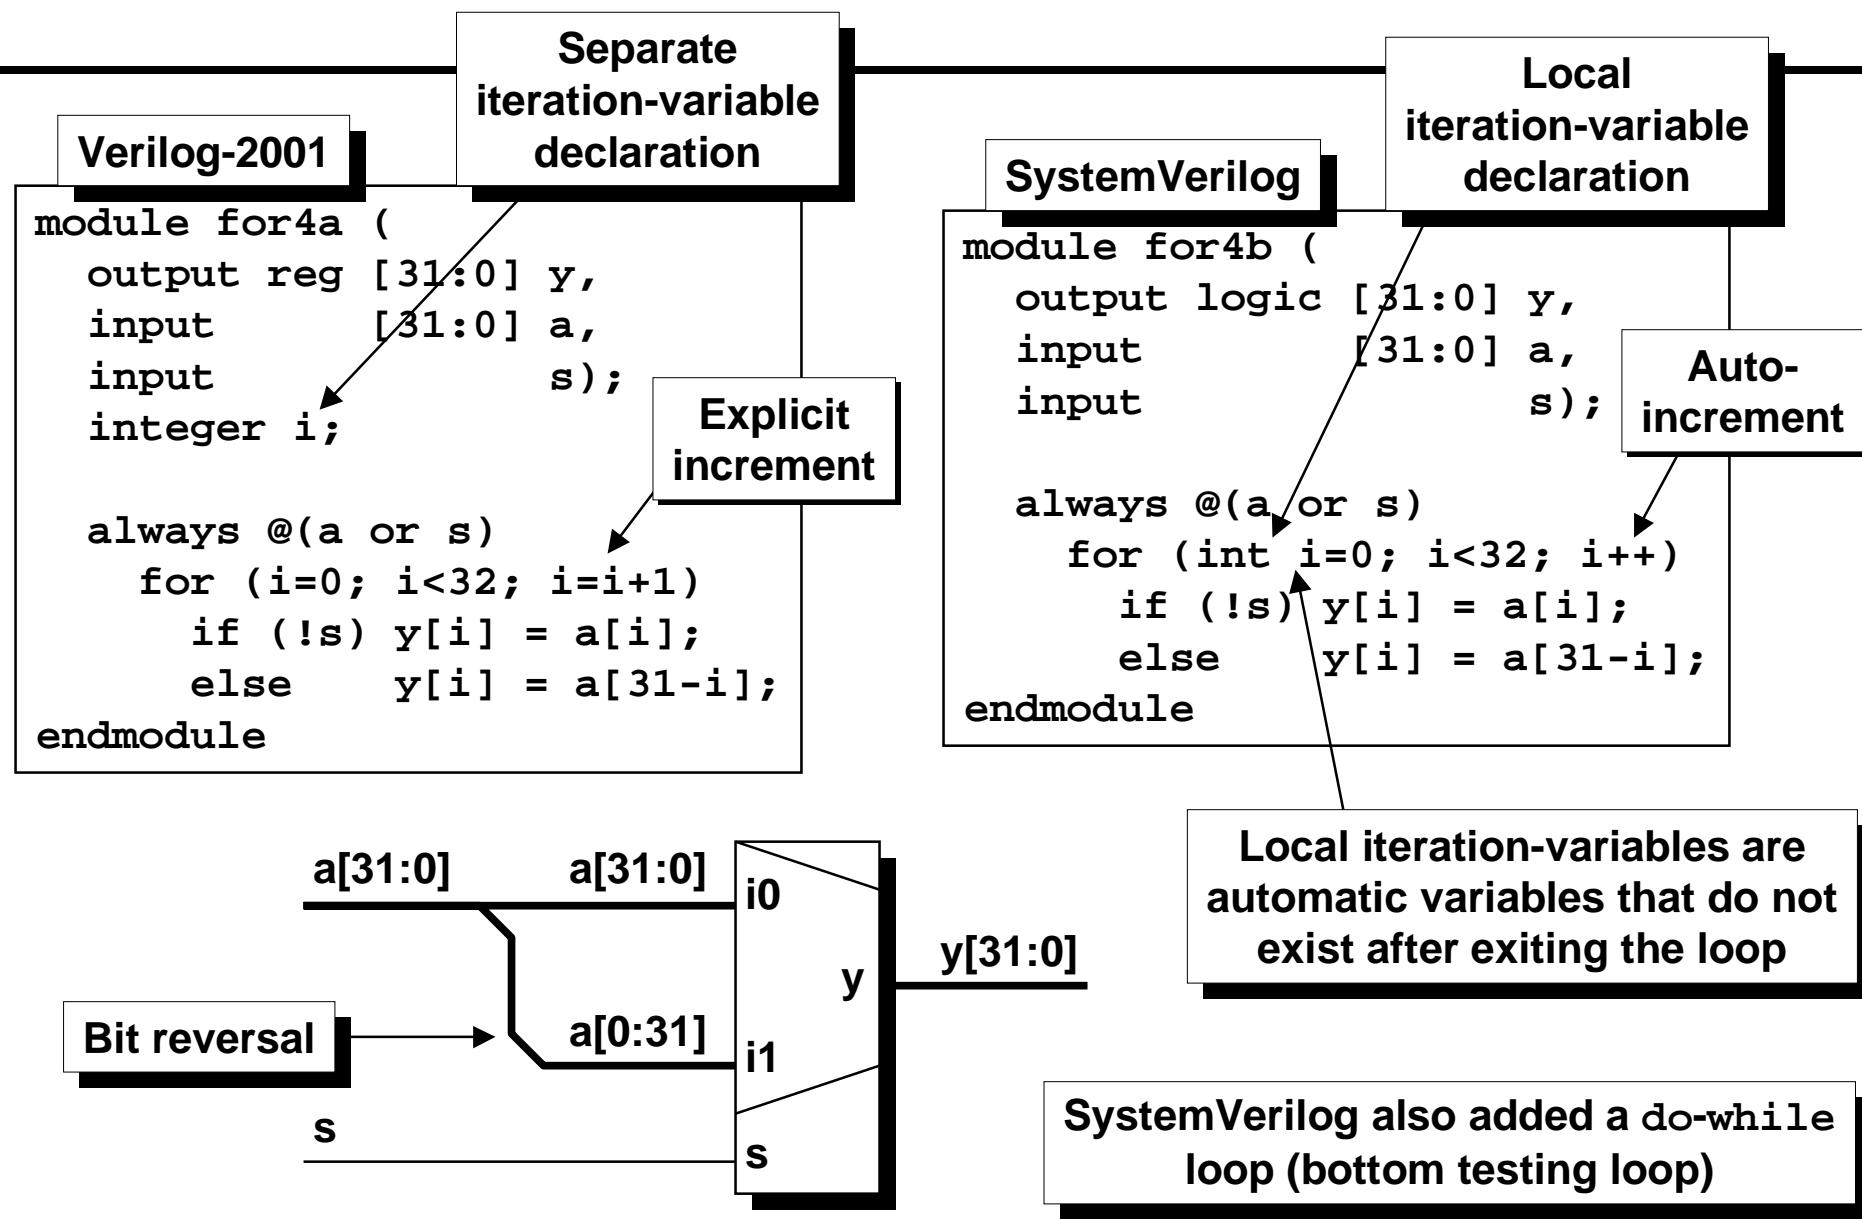 Separate
iteration-variable
declaration
Verilog-2001
module for4a (
  output reg [31:0] y,
  input      [31:0] a,
  input             s);
  integer i;

  always @(a or s)
    for (i=0; i<32; i=i+1)
      if (!s) y[i] = a[i];
      else    y[i] = a[31-i];
endmodule
Explicit
increment
Local
iteration-variable
declaration
SystemVerilog
module for4b (
  output logic [31:0] y,
  input        [31:0] a,
  input               s);

  always @(a or s)
    for (int i=0; i<32; i++)
      if (!s) y[i] = a[i];
      else    y[i] = a[31-i];
endmodule
Auto-
increment
Local iteration-variables are
automatic variables that do not
exist after exiting the loop
a[31:0] a[31:0] i0
y y[31:0]
Bit reversal a[0:31] i1
s s
SystemVerilog also added a do-while
loop (bottom testing loop)